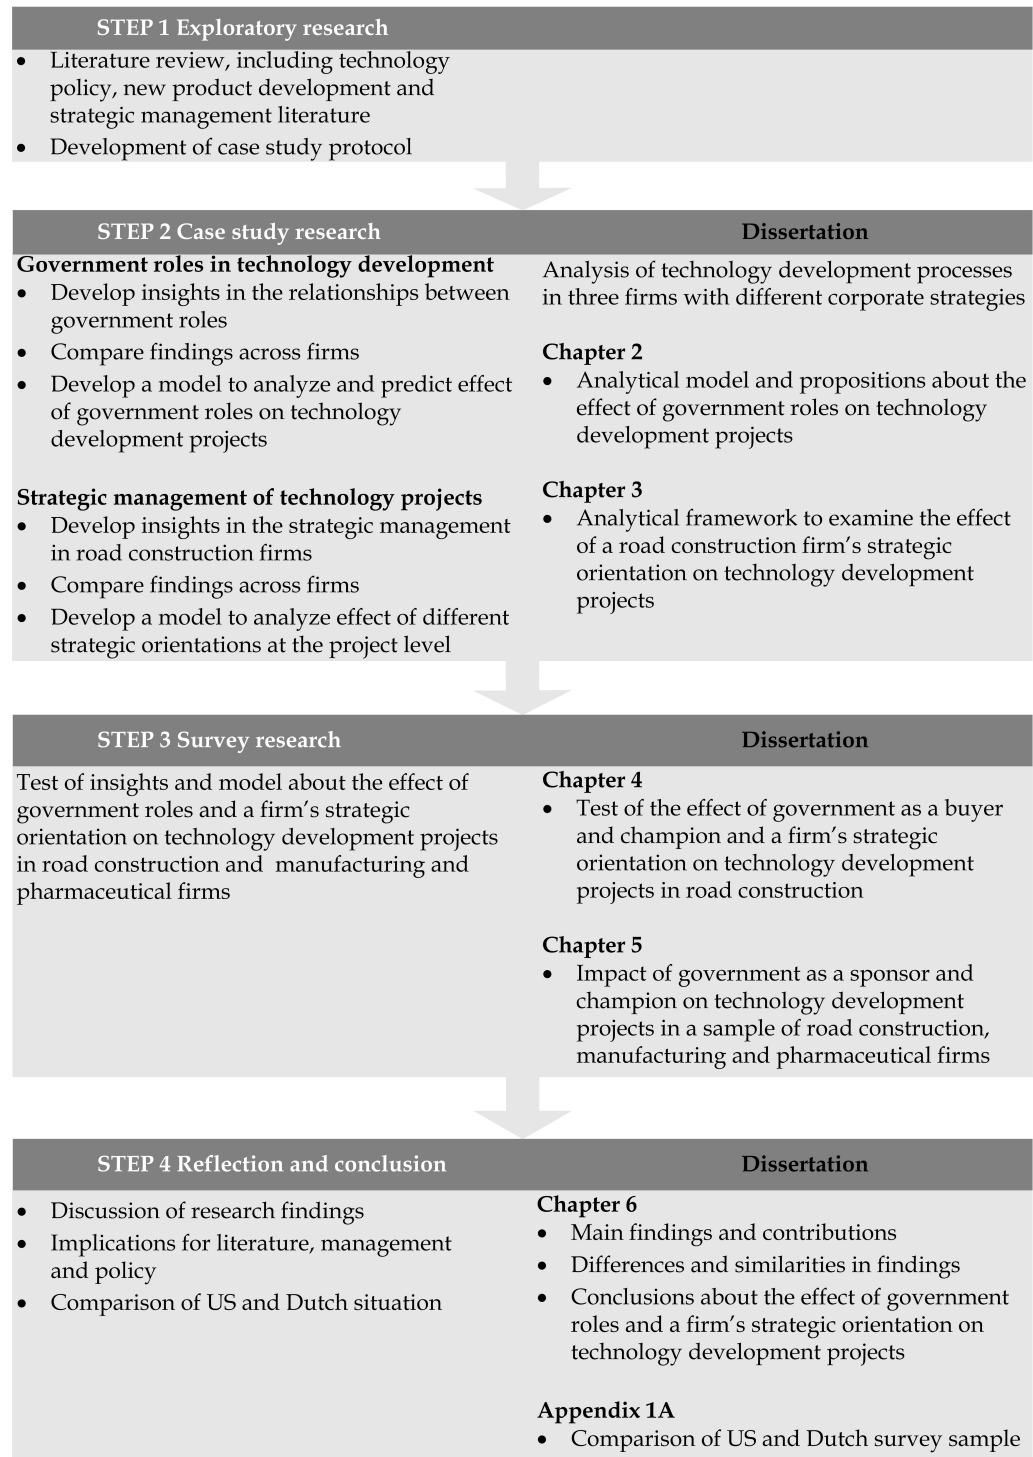 STEP 1 Exploratory research
• Literature review, including technology
policy, new product development and
strategic management literature
• Development of case study protocol
STEP 2 Case study research
Government roles in technology development
• Develop insights in the relationships between
government roles
• Compare findings across firms
• Develop a model to analyze and predict effect
of government roles on technology
development projects
Strategic management of technology projects
• Develop insights in the strategic management
in road construction firms
• Compare findings across firms
• Develop a model to analyze effect of different
strategic orientations at the project level
Dissertation
Analysis of technology development processes
in three firms with different corporate strategies
Chapter 2
• Analytical model and propositions about the
effect of government roles on technology
development projects
Chapter 3
• Analytical framework to examine the effect
of a road construction firm's strategic
orientation on technology development
projects
STEP 3 Survey research
Test of insights and model about the effect of
government roles and a firm's strategic
orientation on technology development projects
in road construction and manufacturing and
pharmaceutical firms
Dissertation
Chapter 4
• Test of the effect of government as a buyer
and champion and a firm's strategic
orientation on technology development
projects in road construction
Chapter 5
• Impact of government as a sponsor and
champion on technology development
projects in a sample of road construction,
manufacturing and pharmaceutical firms
STEP 4 Reflection and conclusion
• Discussion of research findings
• Implications for literature, management
and policy
• Comparison of US and Dutch situation
Dissertation
Chapter 6
• Main findings and contributions
• Differences and similarities in findings
• Conclusions about the effect of government
roles and a firm's strategic orientation on
technology development projects
Appendix 1A
• Comparison of US and Dutch survey sample